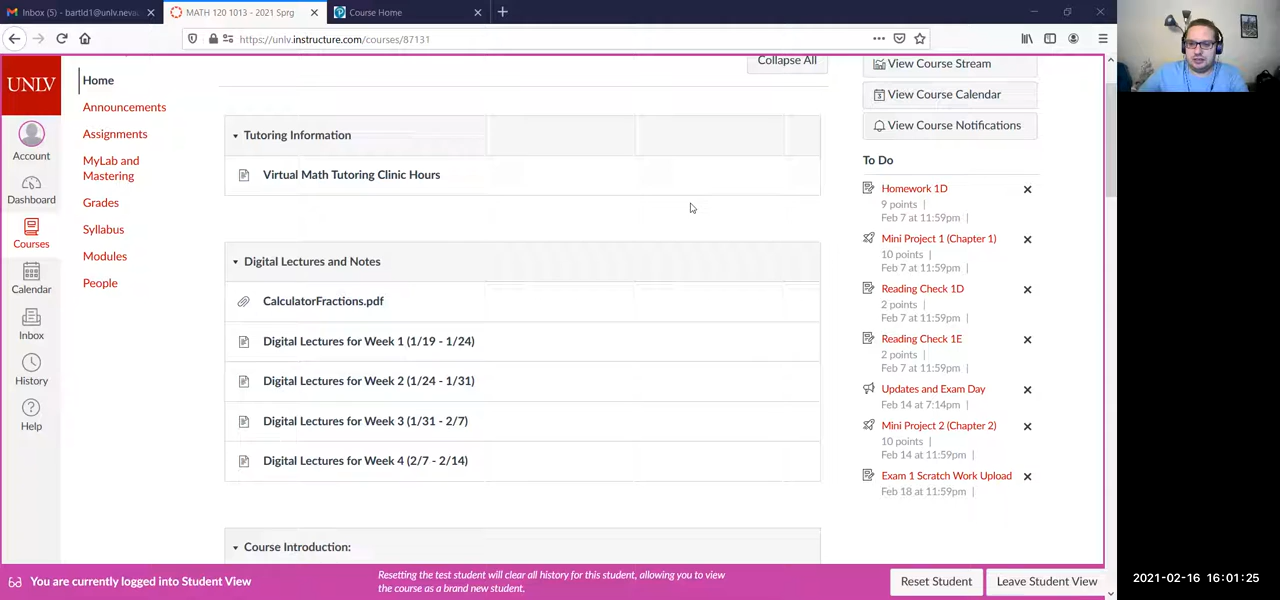 Inbox (5) - bartld1@unlv.neva
MATH 120 1013 - 2021 Sprg
Course Home
https://unlv.instructure.com/courses/87131
UNLV
Account
Dashboard
Courses
Calendar
Inbox
History
Help
Home
Announcements
Assignments
MyLab and
Mastering
Grades
Syllabus
Modules
People
Collapse All
Tutoring Information
Virtual Math Tutoring Clinic Hours
Digital Lectures and Notes
CalculatorFractions.pdf
Digital Lectures for Week 1 (1/19 - 1/24)
Digital Lectures for Week 2 (1/24 - 1/31)
Digital Lectures for Week 3 (1/31 - 2/7)
Digital Lectures for Week 4 (2/7 - 2/14)
Course Introduction:
View Course Stream
View Course Calendar
View Course Notifications
To Do
Homework 1D
9 points |
Feb 7 at 11:59pm |
Mini Project 1 (Chapter 1)
10 points |
Feb 7 at 11:59pm |
Reading Check 1D
2 points |
Feb 7 at 11:59pm |
Reading Check 1E
2 points |
Feb 7 at 11:59pm |
Updates and Exam Day
Feb 14 at 7:14pm |
Mini Project 2 (Chapter 2)
10 points |
Feb 14 at 11:59pm |
Exam 1 Scratch Work Upload
Feb 18 at 11:59pm |
You are currently logged into Student View
Resetting the test student will clear all history for this student, allowing you to view
the course as a brand new student.
Reset Student
Leave Student View
2021-02-16 16:01:25